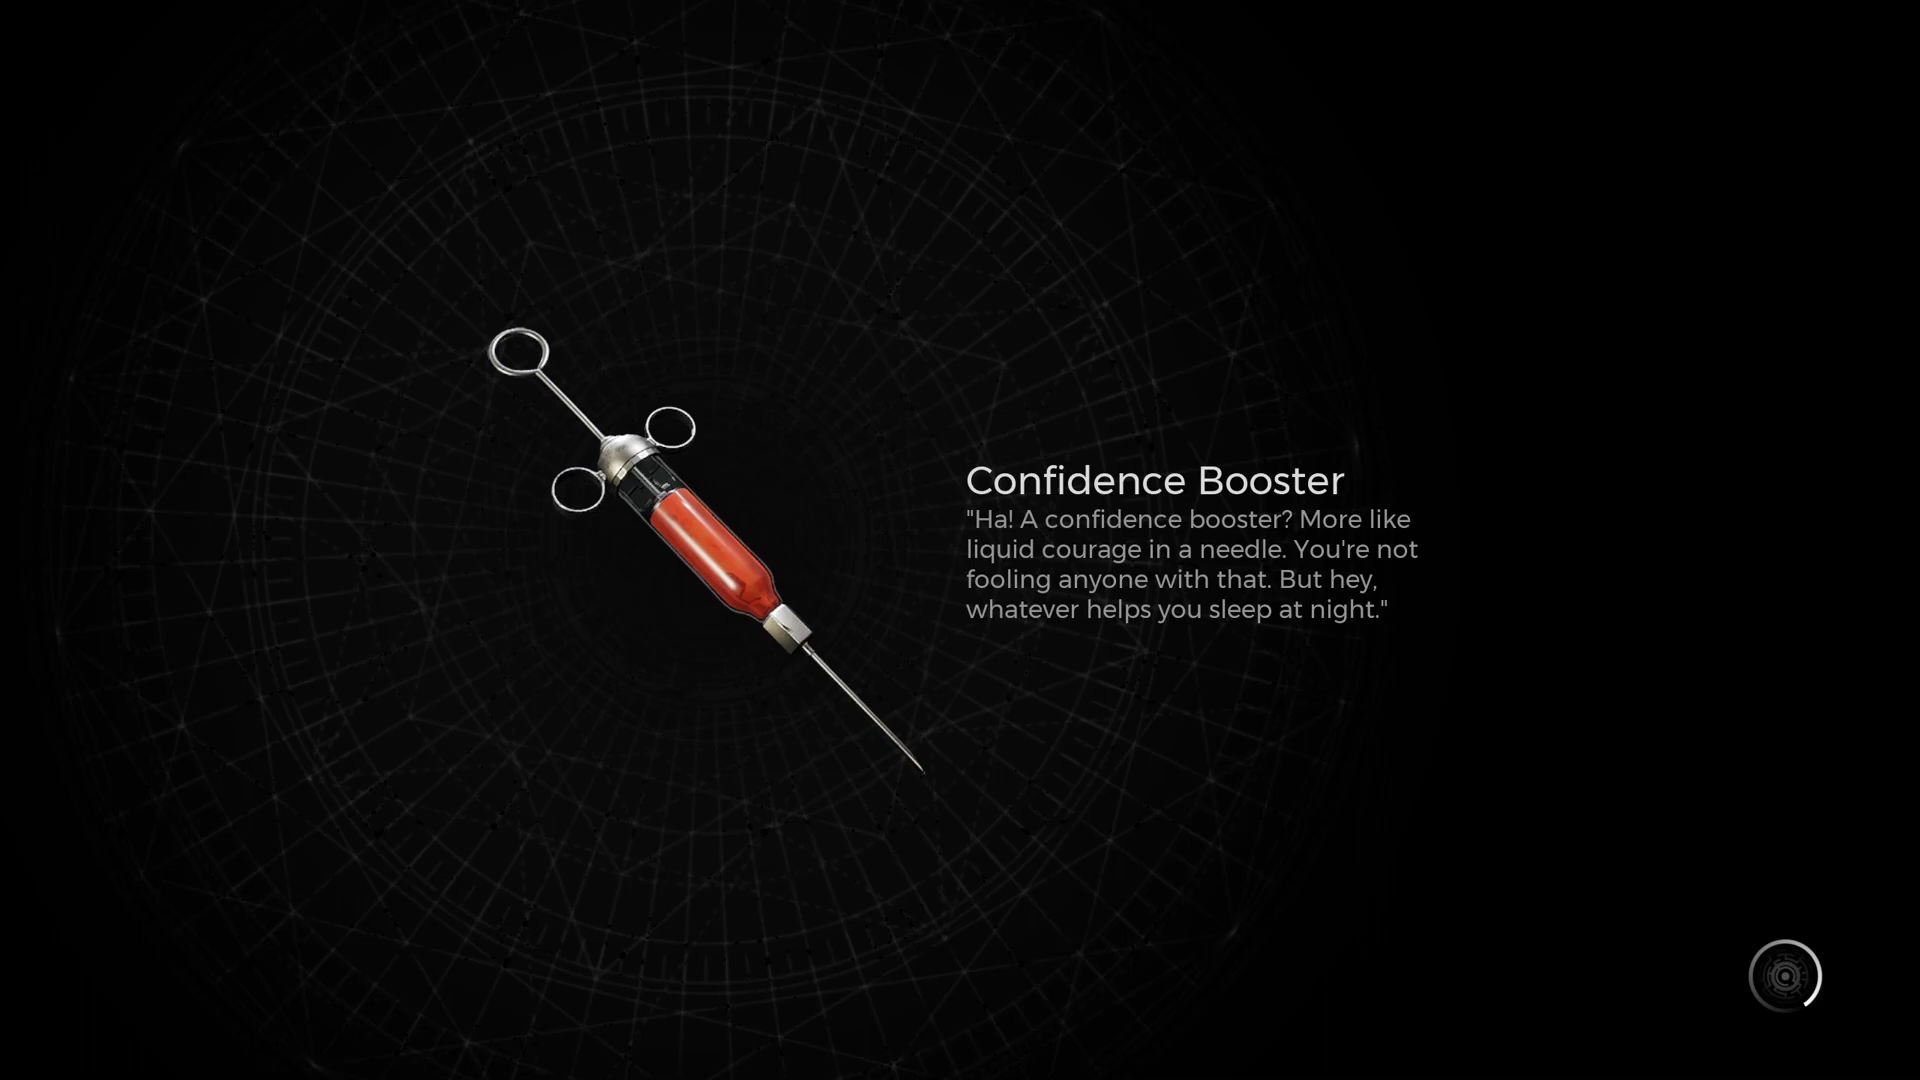 Confidence Booster
"Ha! A confidence booster? More like
liquid courage in a needle. You're not
fooling anyone with that. But hey,
whatever helps you sleep at night."